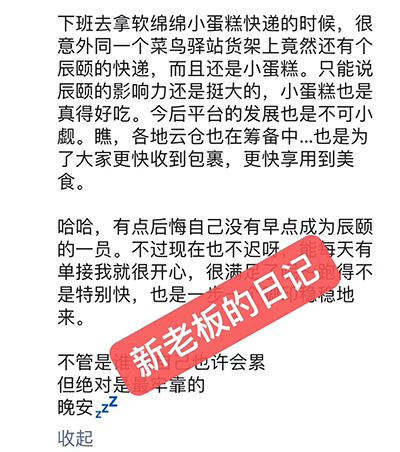 下班去拿软绵绵小蛋糕快递的时候，很
意外同一个菜鸟驿站货架上竟然还有个
辰颐的快递，而且还是小蛋糕。只能说
辰颐的影响力还是挺大的，小蛋糕也是
真得好吃。今后平台的发展也是不可小
觑。瞧，各地云仓也在筹备中...也是为
了大家更快收到包裹，更快享用到美
食。
哈哈，有点后悔自己没有早点成为辰颐
的一员。不过现在也不迟呀，能每天有
单接我就很开心，很满足了 跑得不
是特别快，也是一步 印稳稳地
来。
不管是谁 自己也许会累
但绝对是最牢靠的
晚安 zzZ
收起
新老板的日记